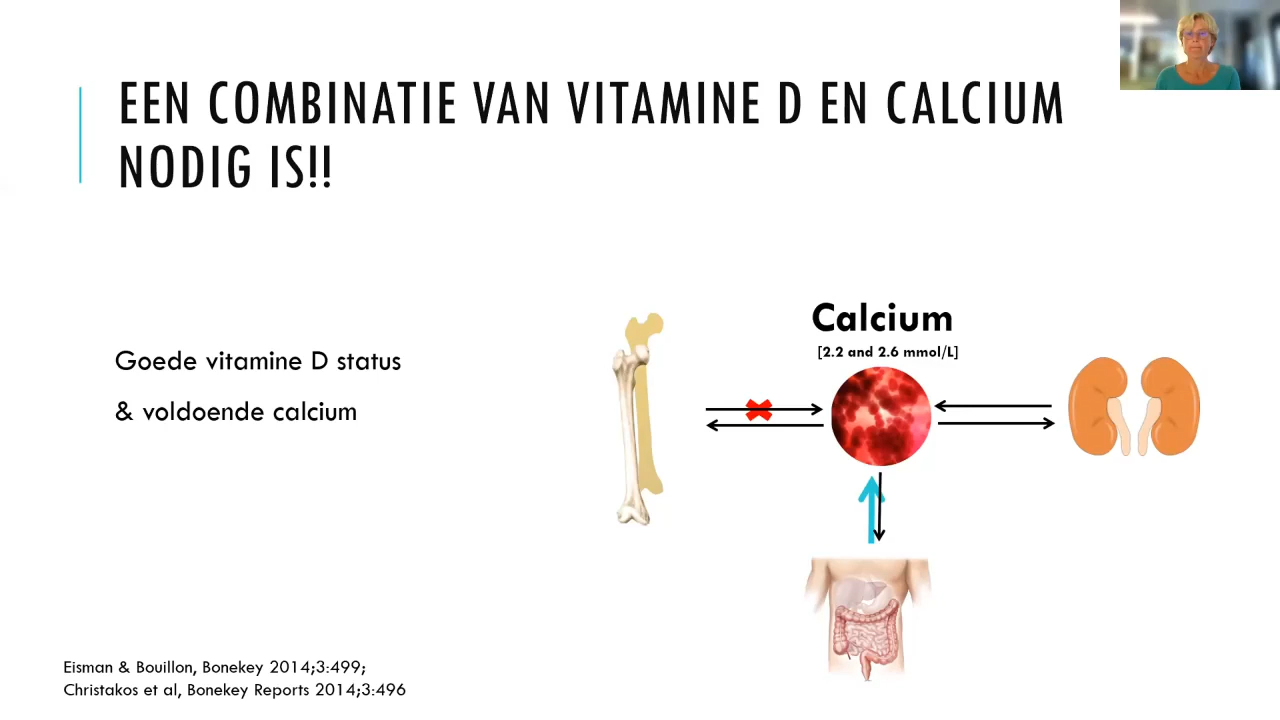 EEN COMBINATIE VAN VITAMINE D EN CALCIUM
NODIG IS!!
Goede vitamine D status
& voldoende calcium
Calcium
[2.2 and 2.6 mmol/L]
Eisman & Bouillon, Bonekey 2014;3:499;
Christakos et al, Bonekey Reports 2014;3:496